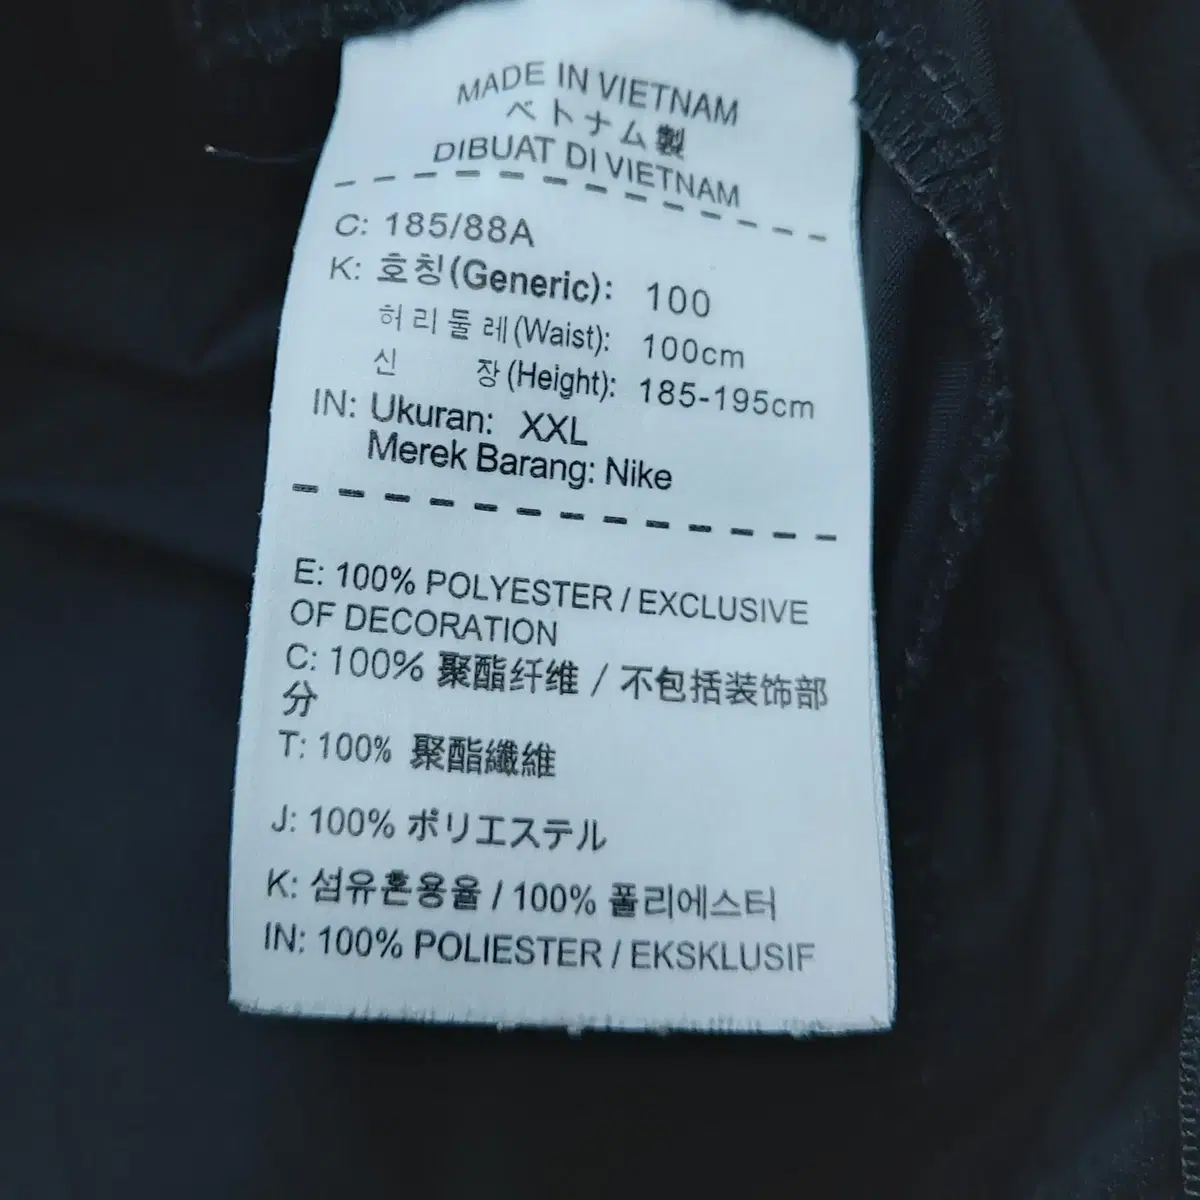 MADE IN VIETNAM
ベトナム製
DIBUAT DI VIETNAM
C: 185/88A
K: 호칭(Generic): 100
허리둘레(Waist): 100cm
신 장(Height): 185-195cm
IN: Ukuran: XXL
Merek Barang: Nike
E: 100% POLYESTER / EXCLUSIVE
OF DECORATION
C: 100% 聚酯纤维 / 不包括装饰部
分
T: 100% 聚酯纖維
J: 100% ポリエステル
K: 섬유혼용율 / 100% 폴리에스터
IN: 100% POLIESTER / EKSKLUSIF